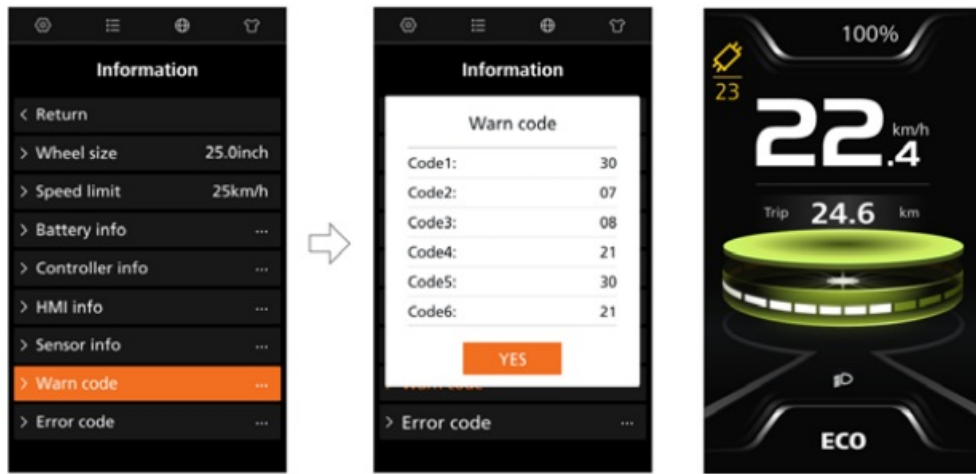 Information
< Return
> Wheel size 25.0inch
> Speed limit 25km/h
> Battery info ...
> Controller info ...
> HMI info ...
> Sensor info ...
> Warn code ...
> Error code ...
Information
Warn code
Code1: 30
Code2: 07
Code3: 08
Code4: 21
Code5: 30
Code6: 21
YES
> Warn code
> Error code ...
100%
23
22.4 km/h
Trip 24.6 km
ECO